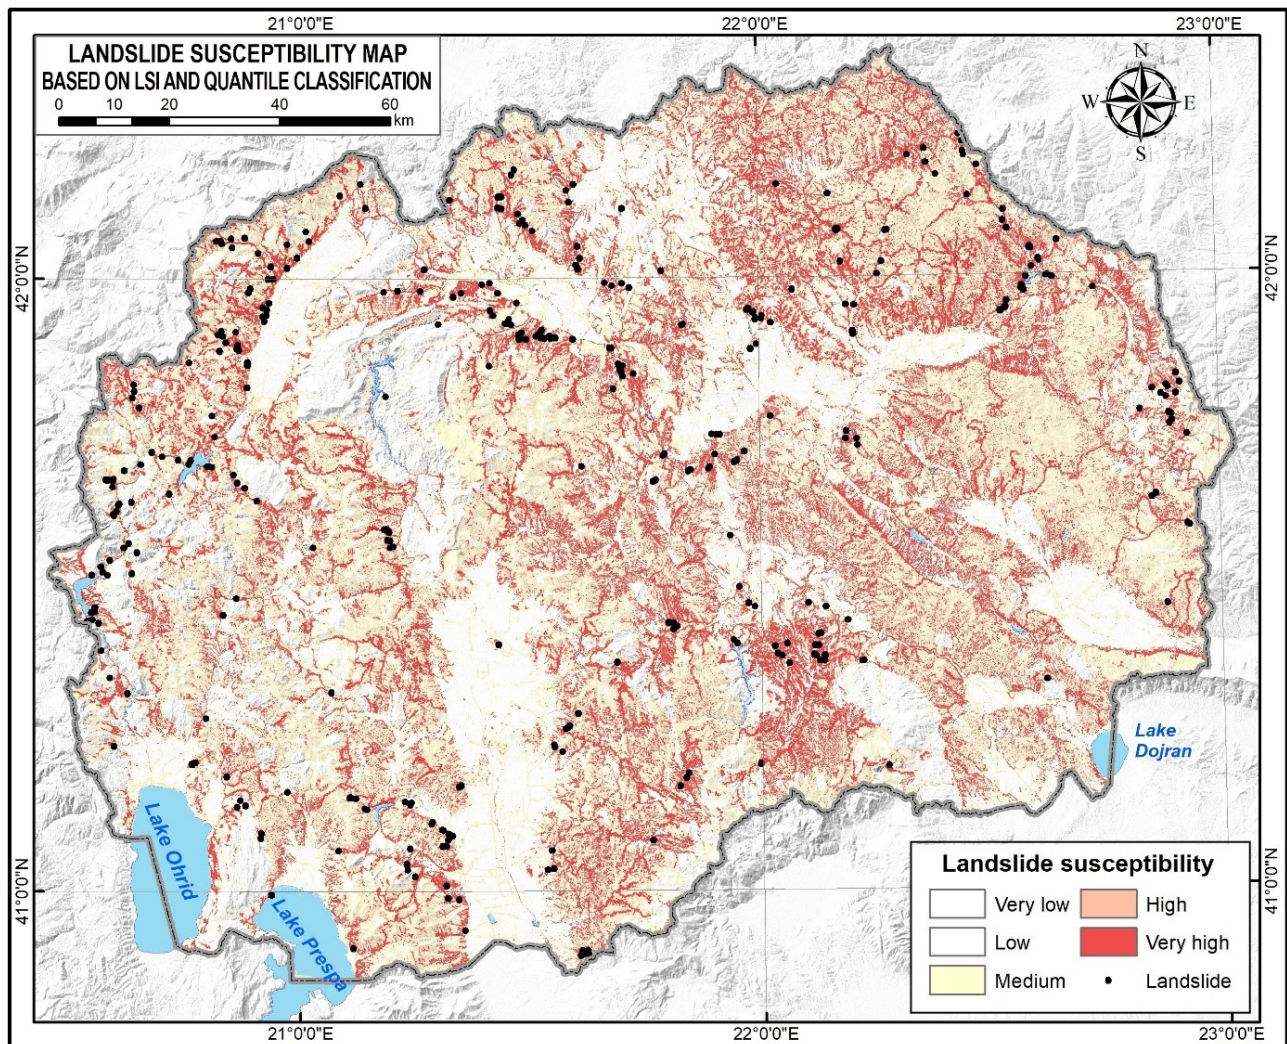 21°0'0"E 22°0'0"E 23°0'0"E
LANDSLIDE SUSCEPTIBILITY MAP
BASED ON LSI AND QUANTILE CLASSIFICATION
0 10 20 40 60
km
N
W E
S
42°0'0"N 42°0'0"N
Lake
Dojran
Lake Ohrid
Lake Prespa
41°0'0"N 41°0'0"N
Landslide susceptibility
Very low High
Low Very high
Medium Landslide
21°0'0"E 22°0'0"E 23°0'0"E